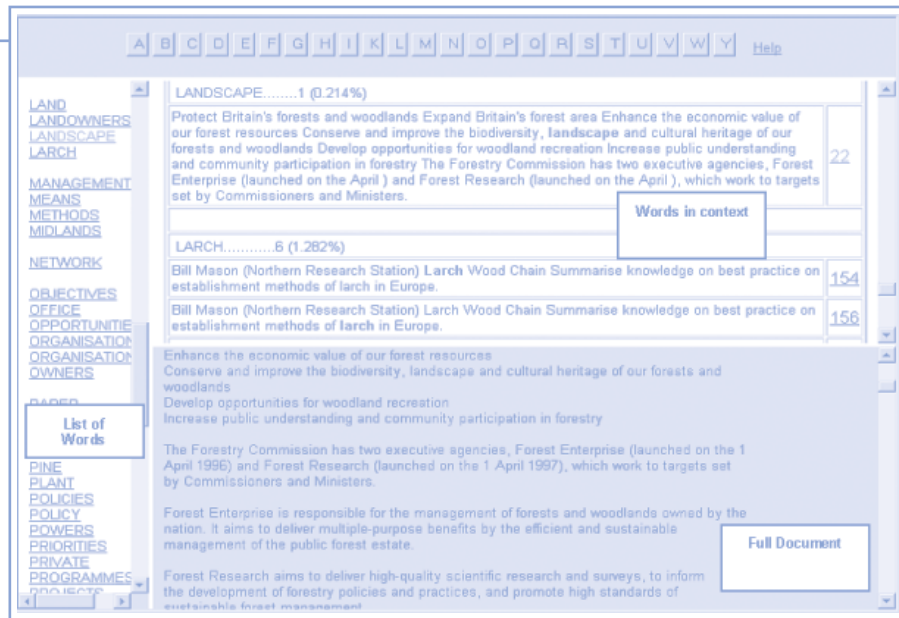 A B C D E F G H I K L M N O P Q R S T U V W Y Help
LAND
LANDOWNERS
LANDSCAPE
LARCH
MANAGEMENT
MEANS
METHODS
MIDLANDS
NETWORK
OBJECTIVES
OFFICE
OPPORTUNITIE
ORGANISATION
ORGANISATION
OWNERS
PAPER
List of
Words
PINE
PLANT
POLICIES
POLICY
POWERS
PRIORITIES
PRIVATE
PROGRAMMES
PROJECTS
LANDSCAPE........1 (0.214%)
Protect Britain's forests and woodlands Expand Britain's forest area Enhance the economic value of
our forest resources Conserve and improve the biodiversity, landscape and cultural heritage of our
forests and woodlands Develop opportunities for woodland recreation Increase public understanding
and community participation in forestry The Forestry Commission has two executive agencies, Forest
Enterprise (launched on the April ) and Forest Research (launched on the April ), which work to targets
set by Commissioners and Ministers.
22
Words in context
LARCH............6 (1.282%)
Bill Mason (Northern Research Station) Larch Wood Chain Summarise knowledge on best practice on
establishment methods of larch in Europe.
154
Bill Mason (Northern Research Station) Larch Wood Chain Summarise knowledge on best practice on
establishment methods of larch in Europe.
156
Enhance the economic value of our forest resources
Conserve and improve the biodiversity, landscape and cultural heritage of our forests and
woodlands
Develop opportunities for woodland recreation
Increase public understanding and community participation in forestry
The Forestry Commission has two executive agencies, Forest Enterprise (launched on the 1
April 1996) and Forest Research (launched on the 1 April 1997), which work to targets set
by Commissioners and Ministers.
Forest Enterprise is responsible for the management of forests and woodlands owned by the
nation. It aims to deliver multiple-purpose benefits by the efficient and sustainable
management of the public forest estate.
Full Document
Forest Research aims to deliver high-quality scientific research and surveys, to inform
the development of forestry policies and practices, and promote high standards of
sustainable forest management